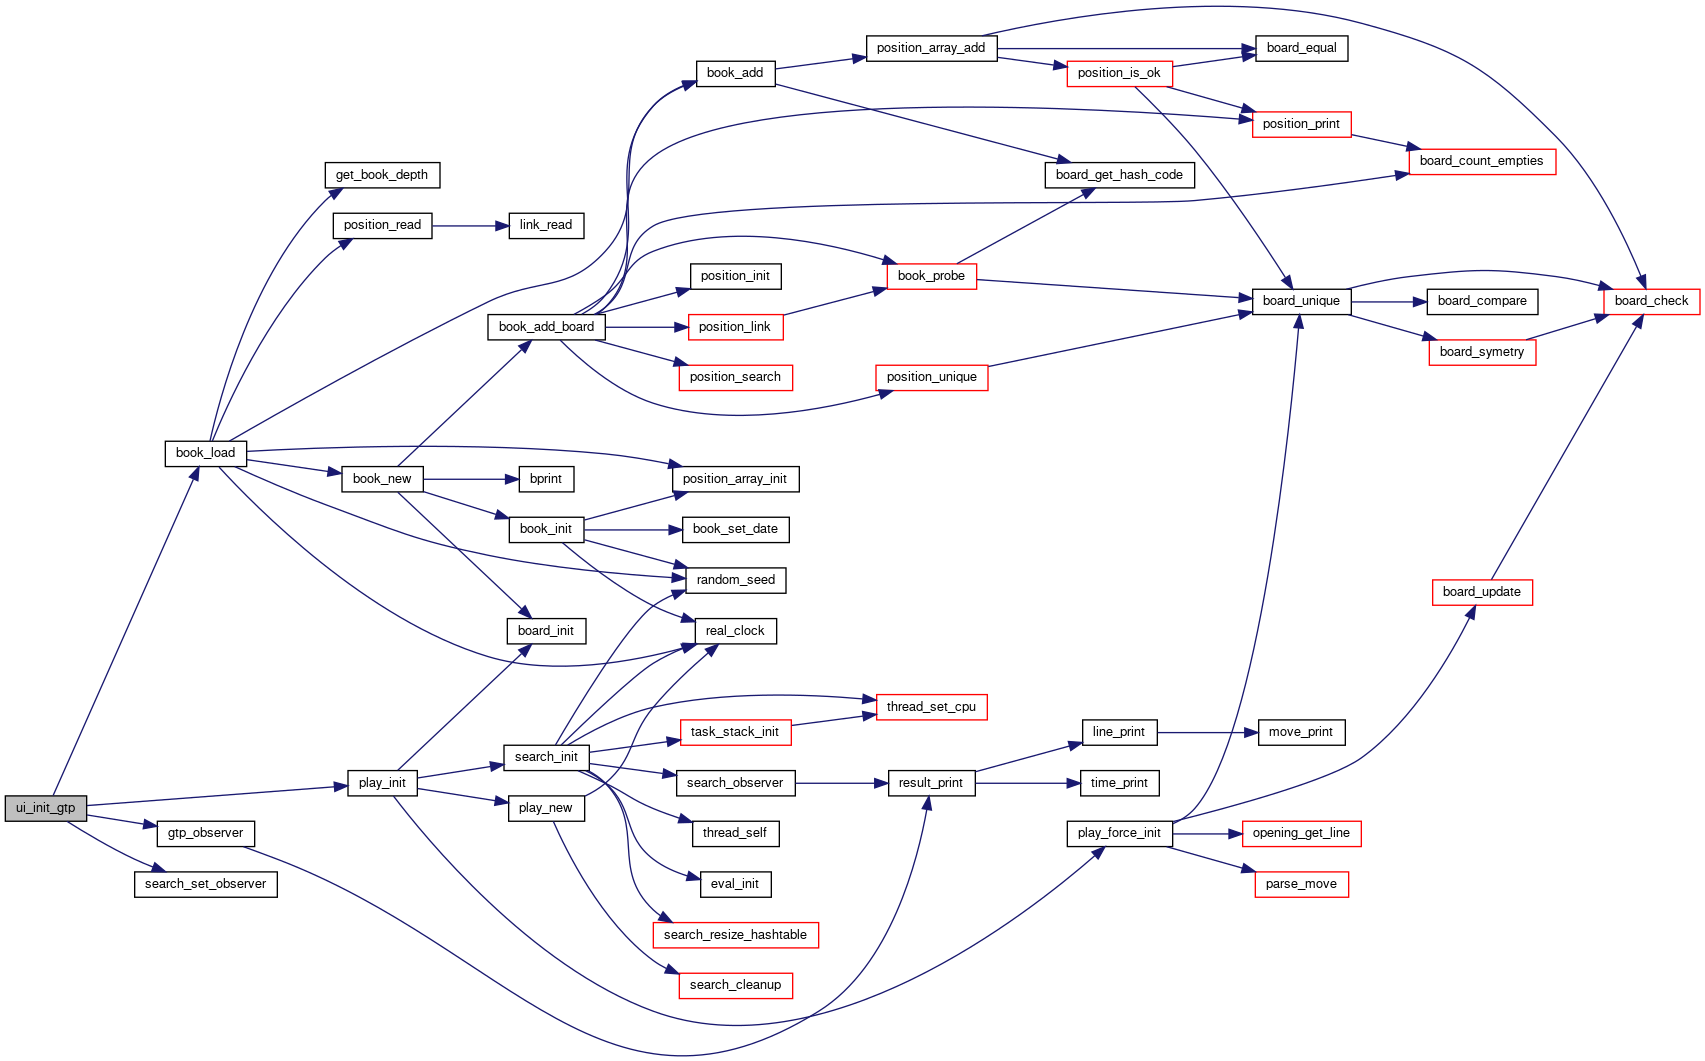 position_array_add
board_equal
book_add
position_is_ok
position_print
board_count_empties
get_book_depth
board_get_hash_code
position_read
link_read
position_init
book_probe
board_unique
board_compare
board_check
book_add_board
position_link
board_symetry
position_search
position_unique
book_load
book_new
bprint
position_array_init
book_init
book_set_date
random_seed
board_update
board_init
real_clock
thread_set_cpu
task_stack_init
line_print
move_print
search_init
play_init
search_observer
result_print
time_print
ui_init_gtp
play_new
gtp_observer
thread_self
play_force_init
opening_get_line
search_set_observer
eval_init
parse_move
search_resize_hashtable
search_cleanup